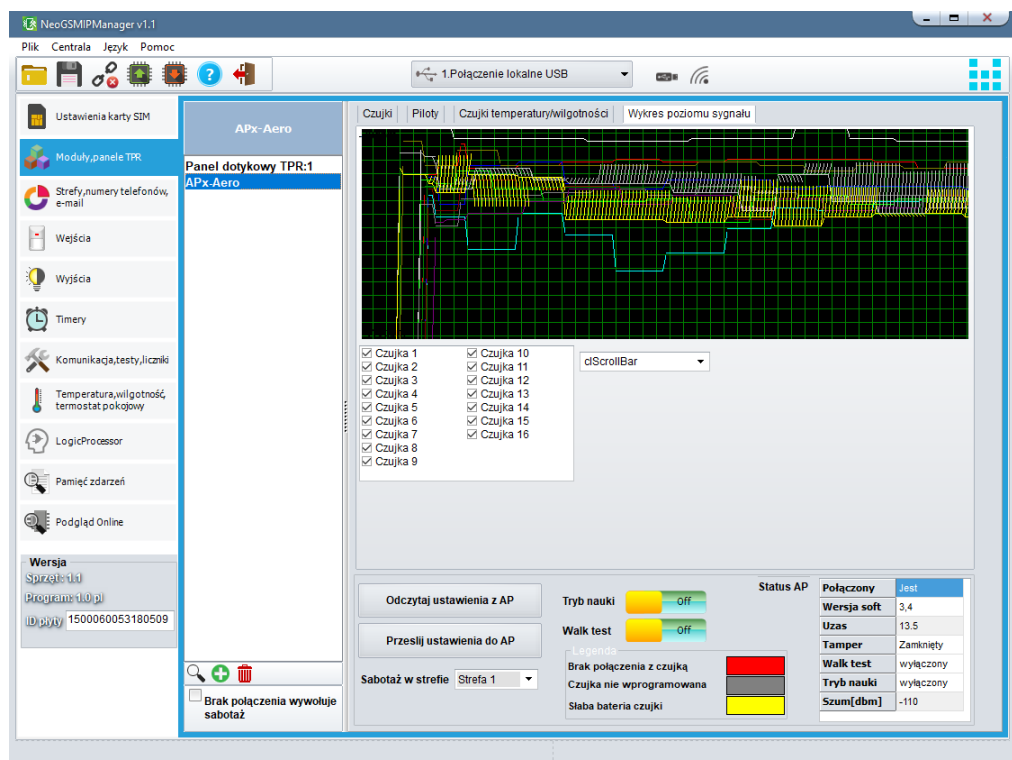 NeoGSMIPManager v1.1
Plik Centrala Język Pomoc
1.Połączenie lokalne USB
Ustawienia karty SIM
Moduły,panele TPR
Strefy,numery telefonów,
e-mail
Wejścia
Wyjścia
Timery
Komunikacja,testy,liczniki
Temperatura,wilgotność,
termostat pokojowy
LogicProcessor
Pamięć zdarzeń
Podgląd Online
Wersja
Sprzęt: 1.1
Program: 1.0 pl
ID płyty 1500060053180509
APx-Aero
Panel dotykowy TPR:1
APx-Aero
Brak połączenia wywołuje
sabotaż
Czujki Piloty Czujki temperatury/wilgotności Wykres poziomu sygnału
Czujka 1
Czujka 2
Czujka 3
Czujka 4
Czujka 5
Czujka 6
Czujka 7
Czujka 8
Czujka 9
Czujka 10
Czujka 11
Czujka 12
Czujka 13
Czujka 14
Czujka 15
Czujka 16
clScrollBar
Odczytaj ustawienia z AP
Prześlij ustawienia do AP
Sabotaż w strefie Strefa 1
Tryb nauki Off
Walk test Off
Legenda
Brak połączenia z czujką
Czujka nie wprogramowana
Słaba bateria czujki
Status AP
Połączony Jest
Wersja soft 3,4
Uzas 13.5
Tamper Zamknięty
Walk test wyłączony
Tryb nauki wyłączony
Szum[dbm] -110